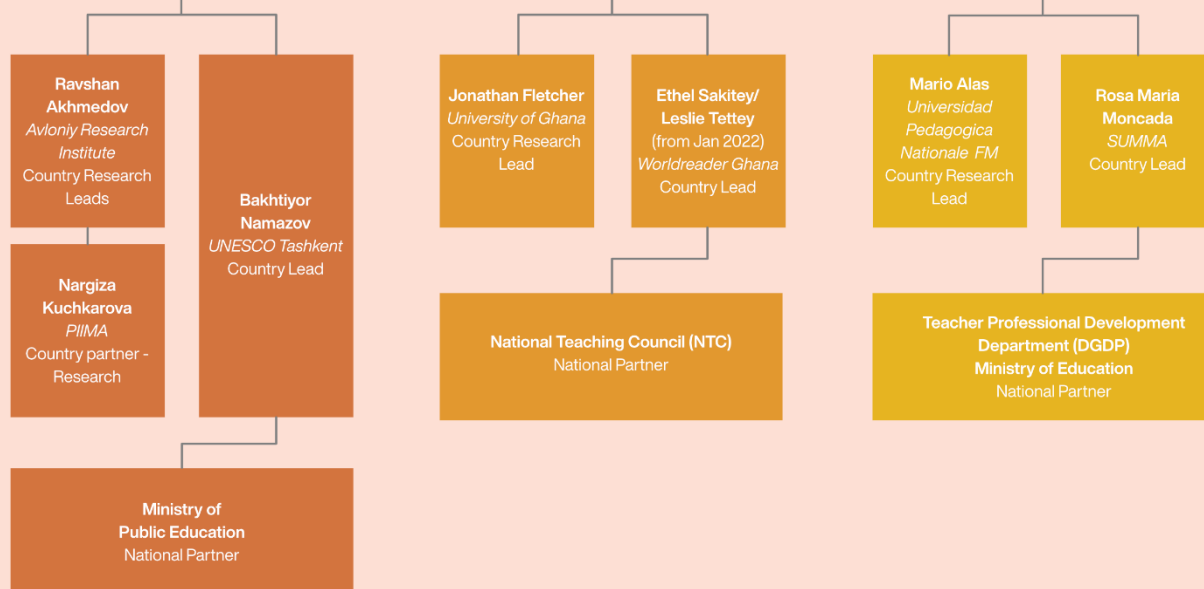 Ravshan
Akhmedov
Avloniy Research
Institute
Country Research
Leads
Nargiza
Kuchkarova
PIIMA
Country partner -
Research
Bakhtiyor
Namazov
UNESCO Tashkent
Country Lead
Ministry of
Public Education
National Partner
Jonathan Fletcher
University of Ghana
Country Research
Lead
Ethel Sakitey/
Leslie Tettey
(from Jan 2022)
Worldreader Ghana
Country Lead
National Teaching Council (NTC)
National Partner
Mario Alas
Universidad
Pedagogica
Nationale FM
Country Research
Lead
Rosa Maria
Moncada
SUMMA
Country Lead
Teacher Professional Development
Department (DGDP)
Ministry of Education
National Partner